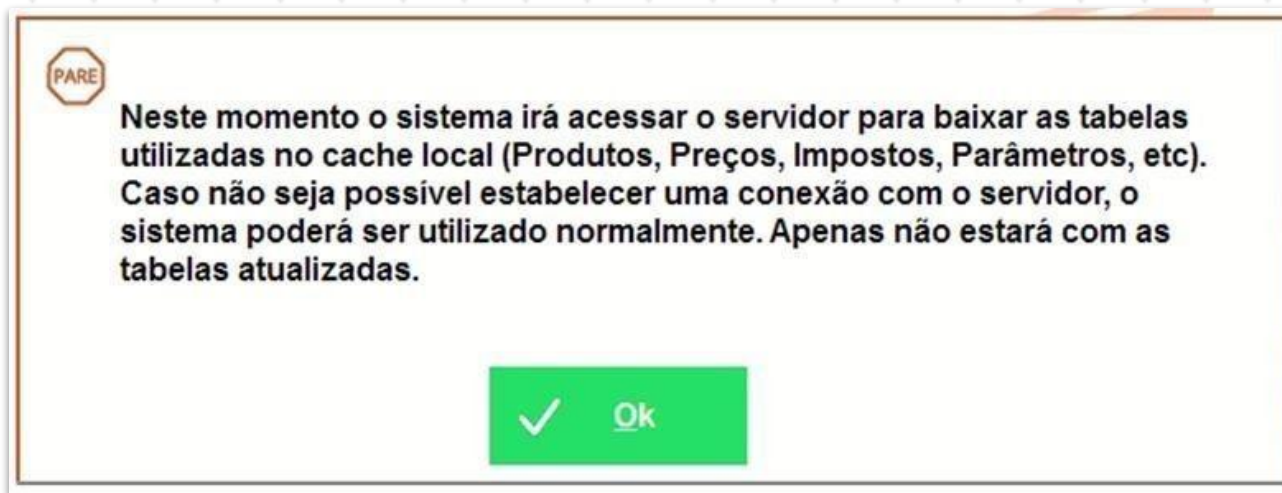 PARE
Neste momento o sistema irá acessar o servidor para baixar as tabelas
utilizadas no cache local (Produtos, Preços, Impostos, Parâmetros, etc).
Caso não seja possível estabelecer uma conexão com o servidor, o
sistema poderá ser utilizado normalmente. Apenas não estará com as
tabelas atualizadas.
Ok